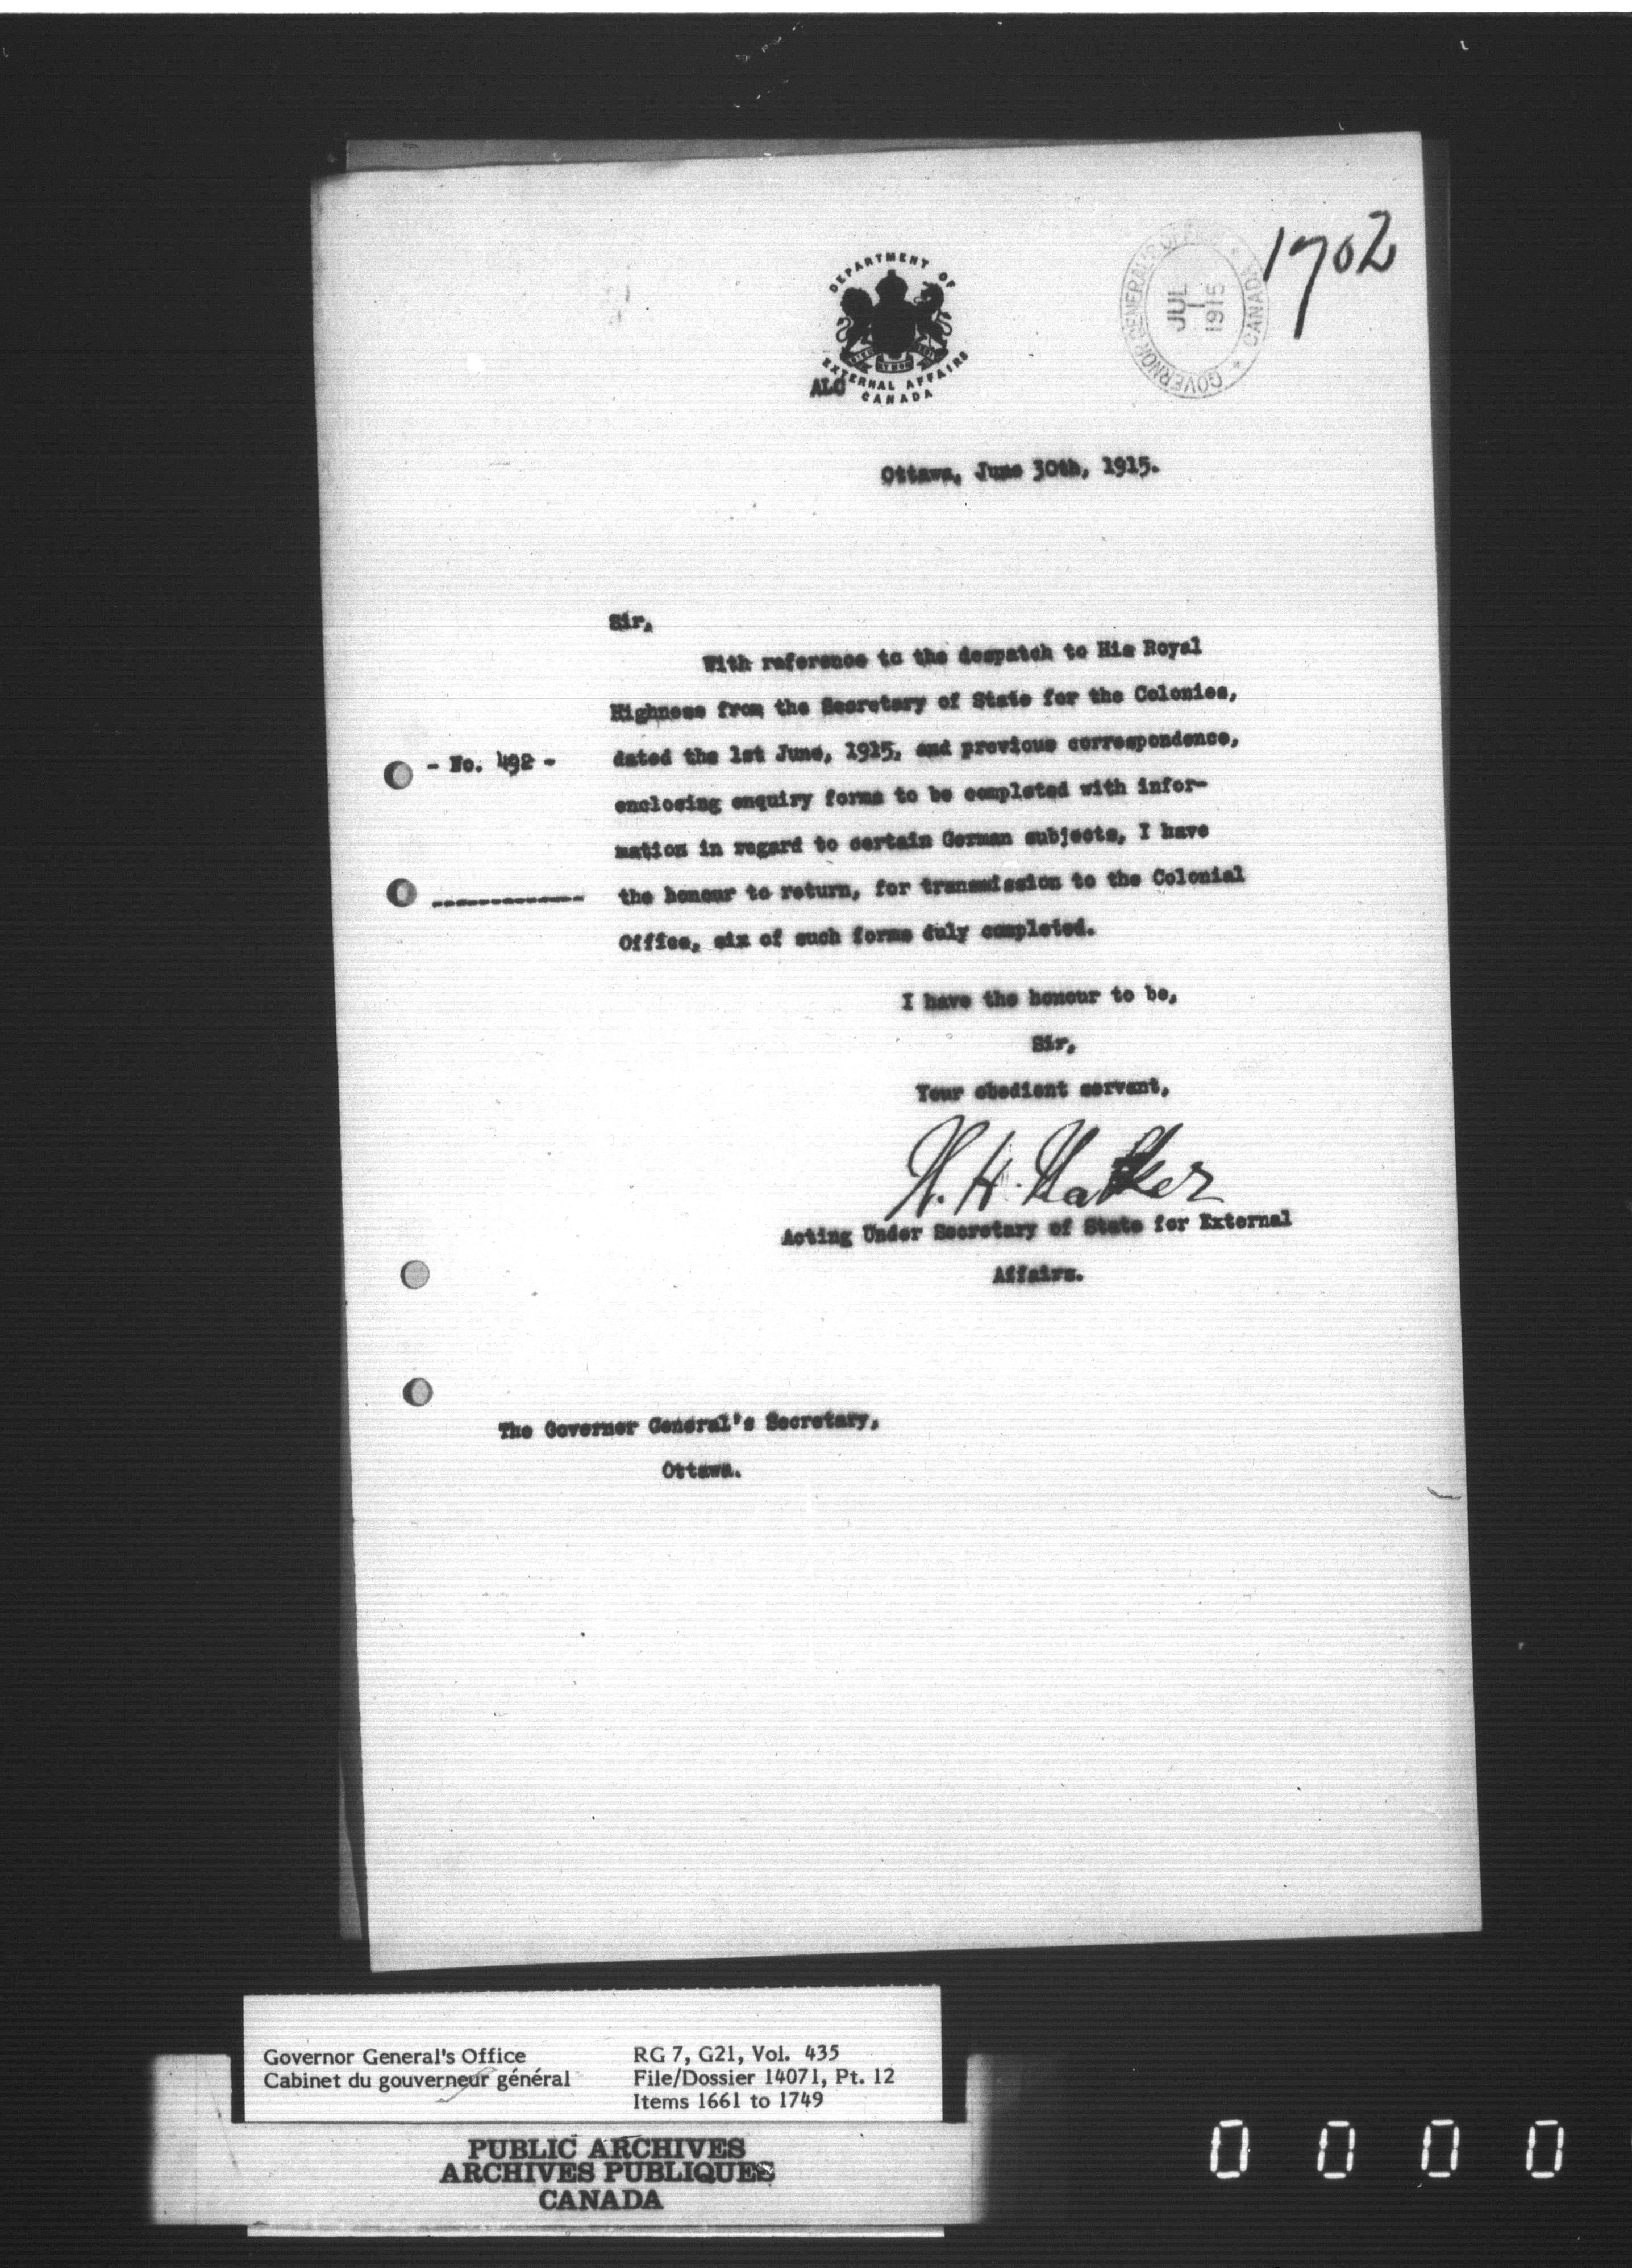 1702
GOVERNOR GENERAL'S OFFICE * CANADA *
JUL
1
1915
DEPARTMENT OF
EXTERNAL AFFAIRS
CANADA
ALC
Ottawa, June 30th, 1915.
Sir,
With reference to the despatch to His Royal
Highness from the Secretary of State for the Colonies,
- No. 492 -
dated the 1st June, 1915, and previous correspondence,
enclosing enquiry forms to be completed with infor-
mation in regard to certain German subjects, I have
the honour to return, for transmission to the Colonial
Office, six of such forms duly completed.
I have the honour to be,
Sir,
Your obedient servant,
W. H. Walker
Acting Under Secretary of State for External
Affairs.
The Governor General's Secretary,
Ottawa.
Governor General's Office
Cabinet du gouverneur général
RG 7, G21, Vol. 435
File/Dossier 14071, Pt. 12
Items 1661 to 1749
PUBLIC ARCHIVES
ARCHIVES PUBLIQUES
CANADA
0 0 0 0